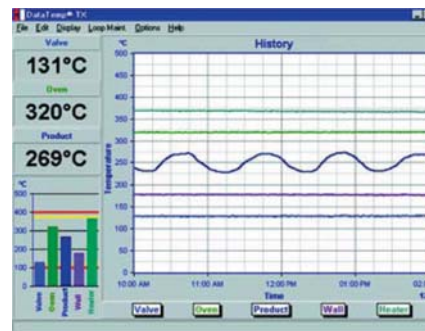 DataTemp® TX
File Edit Display Loop Maint. Options Help
Valve
131°C
Oven
320°C
Product
269°C
°C
500
400
300
200
100
0
Valve
Oven
Product
Wall
Heater
History
°C
500
450
400
350
300
250
200
150
100
50
0
Temperature
10:00 AM 11:00 AM 12:00 PM 01:00 PM
Time
Valve Oven Product Wall Heater